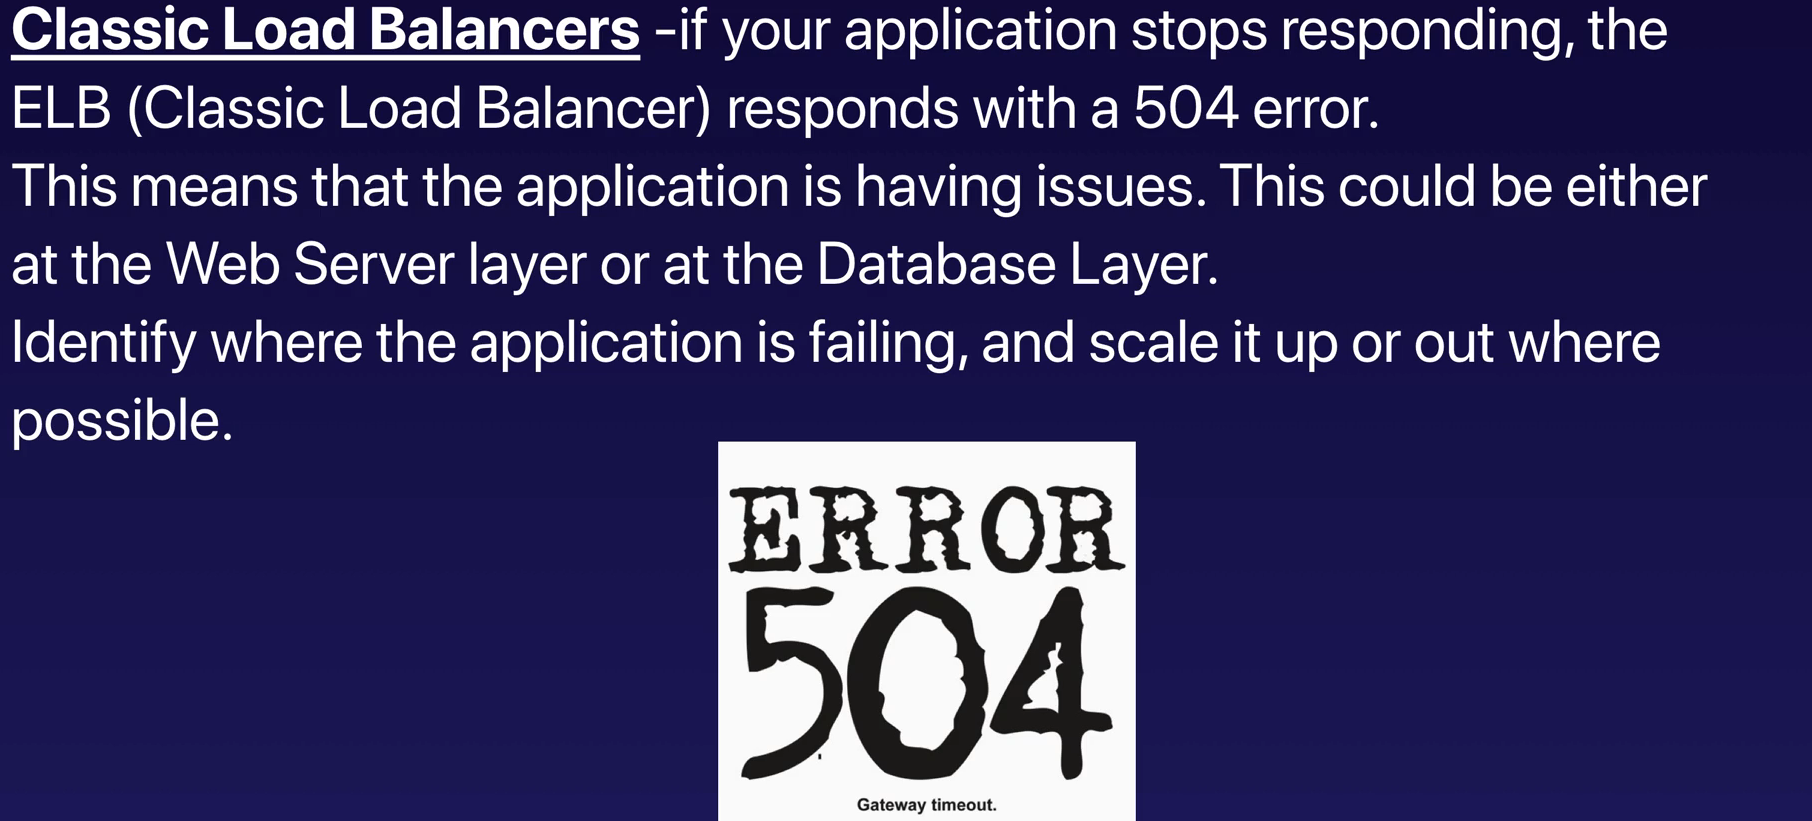 Classic Load Balancers -if your application stops responding, the
ELB (Classic Load Balancer) responds with a 504 error.
This means that the application is having issues. This could be either
at the Web Server layer or at the Database Layer.
Identify where the application is failing, and scale it up or out where
possible.
ERROR
504
Gateway timeout.